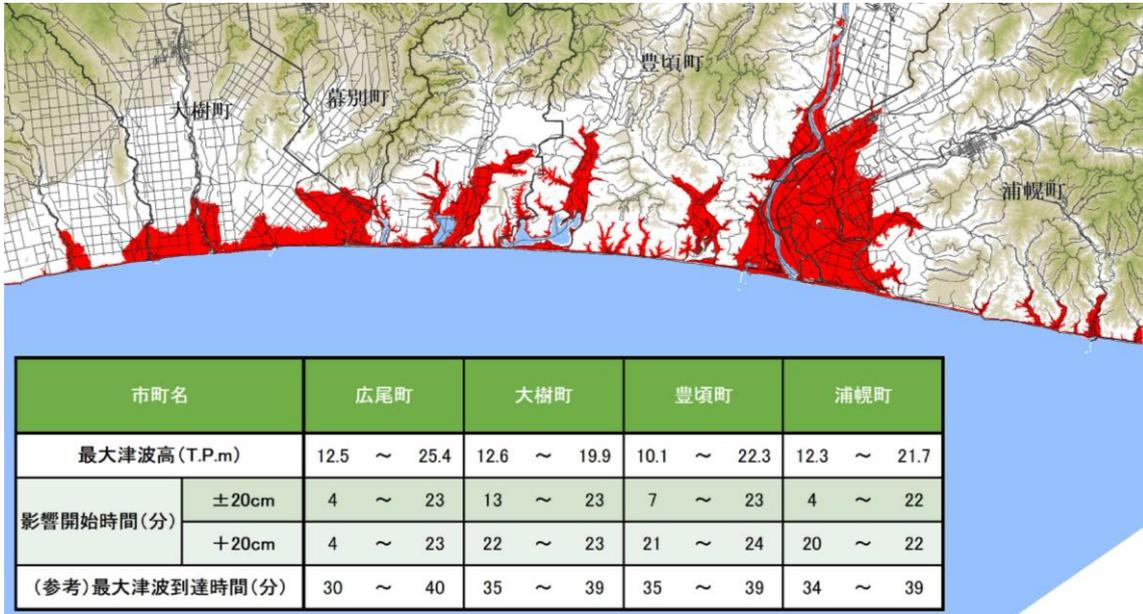 豊頃町
幕別町
大樹町
浦幌町
市町名 広尾町 大樹町 豊頃町 浦幌町
最大津波高(T.P.m) 12.5 ～ 25.4 12.6 ～ 19.9 10.1 ～ 22.3 12.3 ～ 21.7
影響開始時間(分) ±20cm 4 ～ 23 13 ～ 23 7 ～ 23 4 ～ 22
+20cm 4 ～ 23 22 ～ 23 21 ～ 24 20 ～ 22
(参考)最大津波到達時間(分) 30 ～ 40 35 ～ 39 35 ～ 39 34 ～ 39